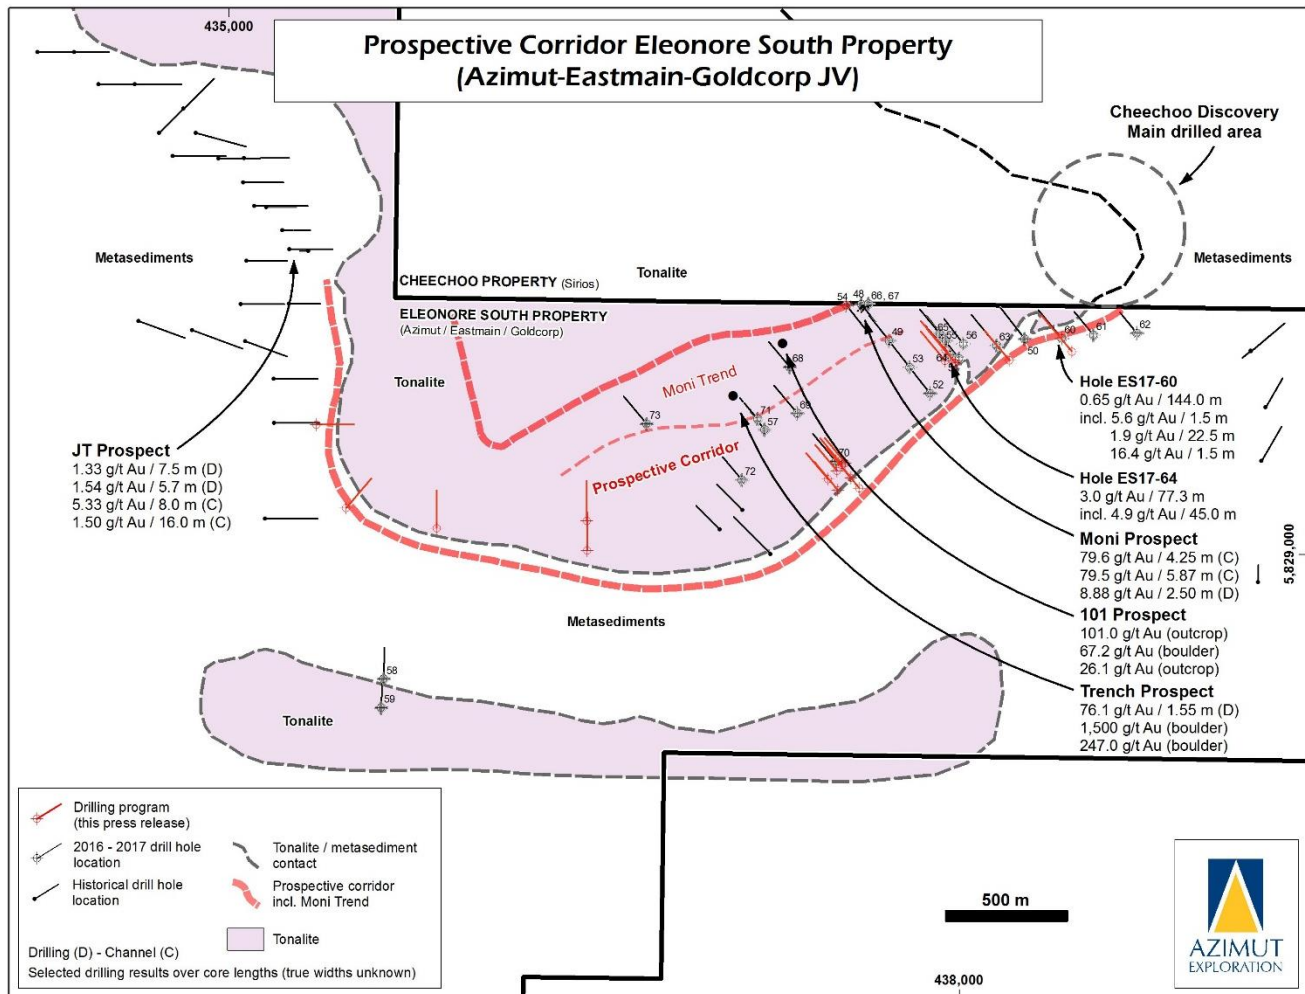 435,000
Prospective Corridor Eleonore South Property
(Azimut-Eastmain-Goldcorp JV)
Cheechoo Discovery
Main drilled area
Metasediments
Metasediments
Tonalite
CHEECHOO PROPERTY (Sirios)
ELEONORE SOUTH PROPERTY
(Azimut / Eastmain / Goldcorp)
54
48
66, 67
49
65
55
56
63
50
60
61
62
64
53
52
68
69
71
57
73
70
72
Tonalite
Moni Trend
Prospective Corridor
JT Prospect
1.33 g/t Au / 7.5 m (D)
1.54 g/t Au / 5.7 m (D)
5.33 g/t Au / 8.0 m (C)
1.50 g/t Au / 16.0 m (C)
Hole ES17-60
0.65 g/t Au / 144.0 m
incl. 5.6 g/t Au / 1.5 m
1.9 g/t Au / 22.5 m
16.4 g/t Au / 1.5 m
Hole ES17-64
3.0 g/t Au / 77.3 m
incl. 4.9 g/t Au / 45.0 m
Moni Prospect
79.6 g/t Au / 4.25 m (C)
79.5 g/t Au / 5.87 m (C)
8.88 g/t Au / 2.50 m (D)
101 Prospect
101.0 g/t Au (outcrop)
67.2 g/t Au (boulder)
26.1 g/t Au (outcrop)
Trench Prospect
76.1 g/t Au / 1.55 m (D)
1,500 g/t Au (boulder)
247.0 g/t Au (boulder)
5,829,000
Metasediments
58
59
Tonalite
Drilling program
(this press release)
2016 - 2017 drill hole
location
Historical drill hole
location
Tonalite / metasediment
contact
Prospective corridor
incl. Moni Trend
Tonalite
Drilling (D) - Channel (C)
Selected drilling results over core lengths (true widths unknown)
500 m
438,000
AZIMUT
EXPLORATION